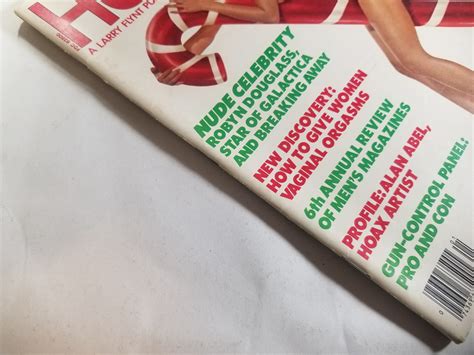 HU
A LARRY FLYNT PU
NUDE CELEBRITY
ROBYN DOUGLASS,
STAR OF GALACTICA
AND BREAKING AWAY
NEW DISCOVERY:
HOW TO GIVE WOMEN
VAGINAL ORGASMS
6th ANNUAL REVIEW
OF MEN'S MAGAZINES
PROFILE: ALAN ABEL,
HOAX ARTIST
GUN-CONTROL PANEL:
PRO AND CON